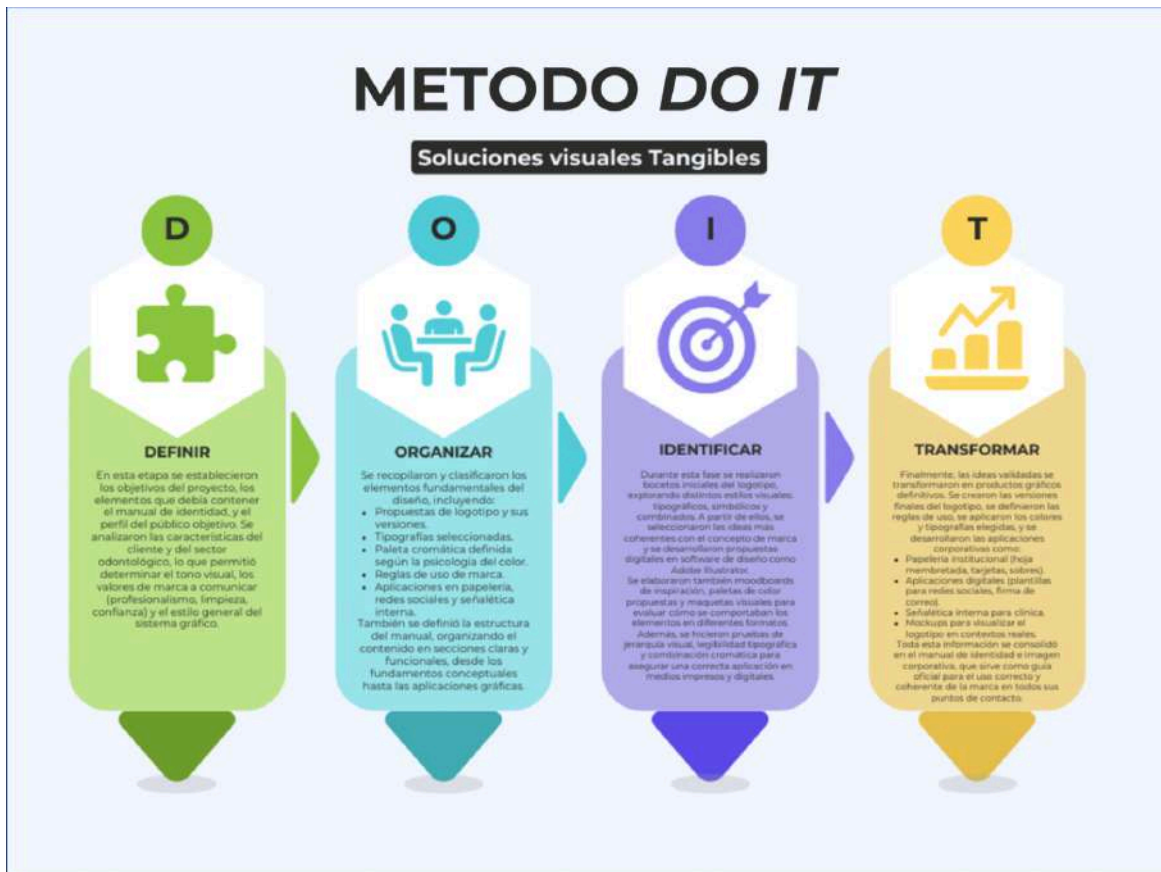 METODO DO IT
Soluciones visuales Tangibles
D
DEFINIR
En esta etapa se establecieron
los objetivos del proyecto, los
elementos que debía contener
el manual de identidad, y el
perfil del público objetivo. Se
analizaron las características del
cliente y del sector
odontológico, lo que permitió
determinar el tono visual, los
valores de marca a comunicar
(profesionalismo, limpieza,
confianza) y el estilo general del
sistema gráfico.
O
ORGANIZAR
Se recopilaron y clasificaron los
elementos fundamentales del
diseño, incluyendo:
• Propuestas de logotipo y sus
versiones.
• Tipografías seleccionadas.
• Paleta cromática definida
según la psicología del color.
• Reglas de uso de marca.
• Aplicaciones en papelería,
redes sociales y señalética
interna.
También se definió la estructura
del manual, organizando el
contenido en secciones claras y
funcionales, desde los
fundamentos conceptuales
hasta las aplicaciones gráficas.
I
IDENTIFICAR
Durante esta fase se realizaron
bocetos iniciales del logotipo,
explorando distintos estilos visuales:
tipográficos, simbólicos y
combinados. A partir de ellos, se
seleccionaron las ideas más
coherentes con el concepto de marca
y se desarrollaron propuestas
digitales en software de diseño como
Adobe Illustrator.
Se elaboraron también moodboards
de inspiración, paletas de color
propuestas y maquetas visuales para
evaluar cómo se comportaban los
elementos en diferentes formatos.
Además, se hicieron pruebas de
jerarquía visual, legibilidad tipográfica
y combinación cromática para
asegurar una correcta aplicación en
medios impresos y digitales.
T
TRANSFORMAR
Finalmente, las ideas validadas se
transformaron en productos gráficos
definitivos. Se crearon las versiones
finales del logotipo, se definieron las
reglas de uso, se aplicaron los colores
y tipografías elegidas, y se
desarrollaron las aplicaciones
corporativas como:
• Papelería institucional (hoja
membretada, tarjetas, sobres).
• Aplicaciones digitales (plantillas
para redes sociales, firma de
correo).
• Señalética interna para clínica.
• Mockups para visualizar el
logotipo en contextos reales.
Toda esta información se consolidó
en el manual de identidad e imagen
corporativa, que sirve como guía
oficial para el uso correcto y
coherente de la marca en todos sus
puntos de contacto.